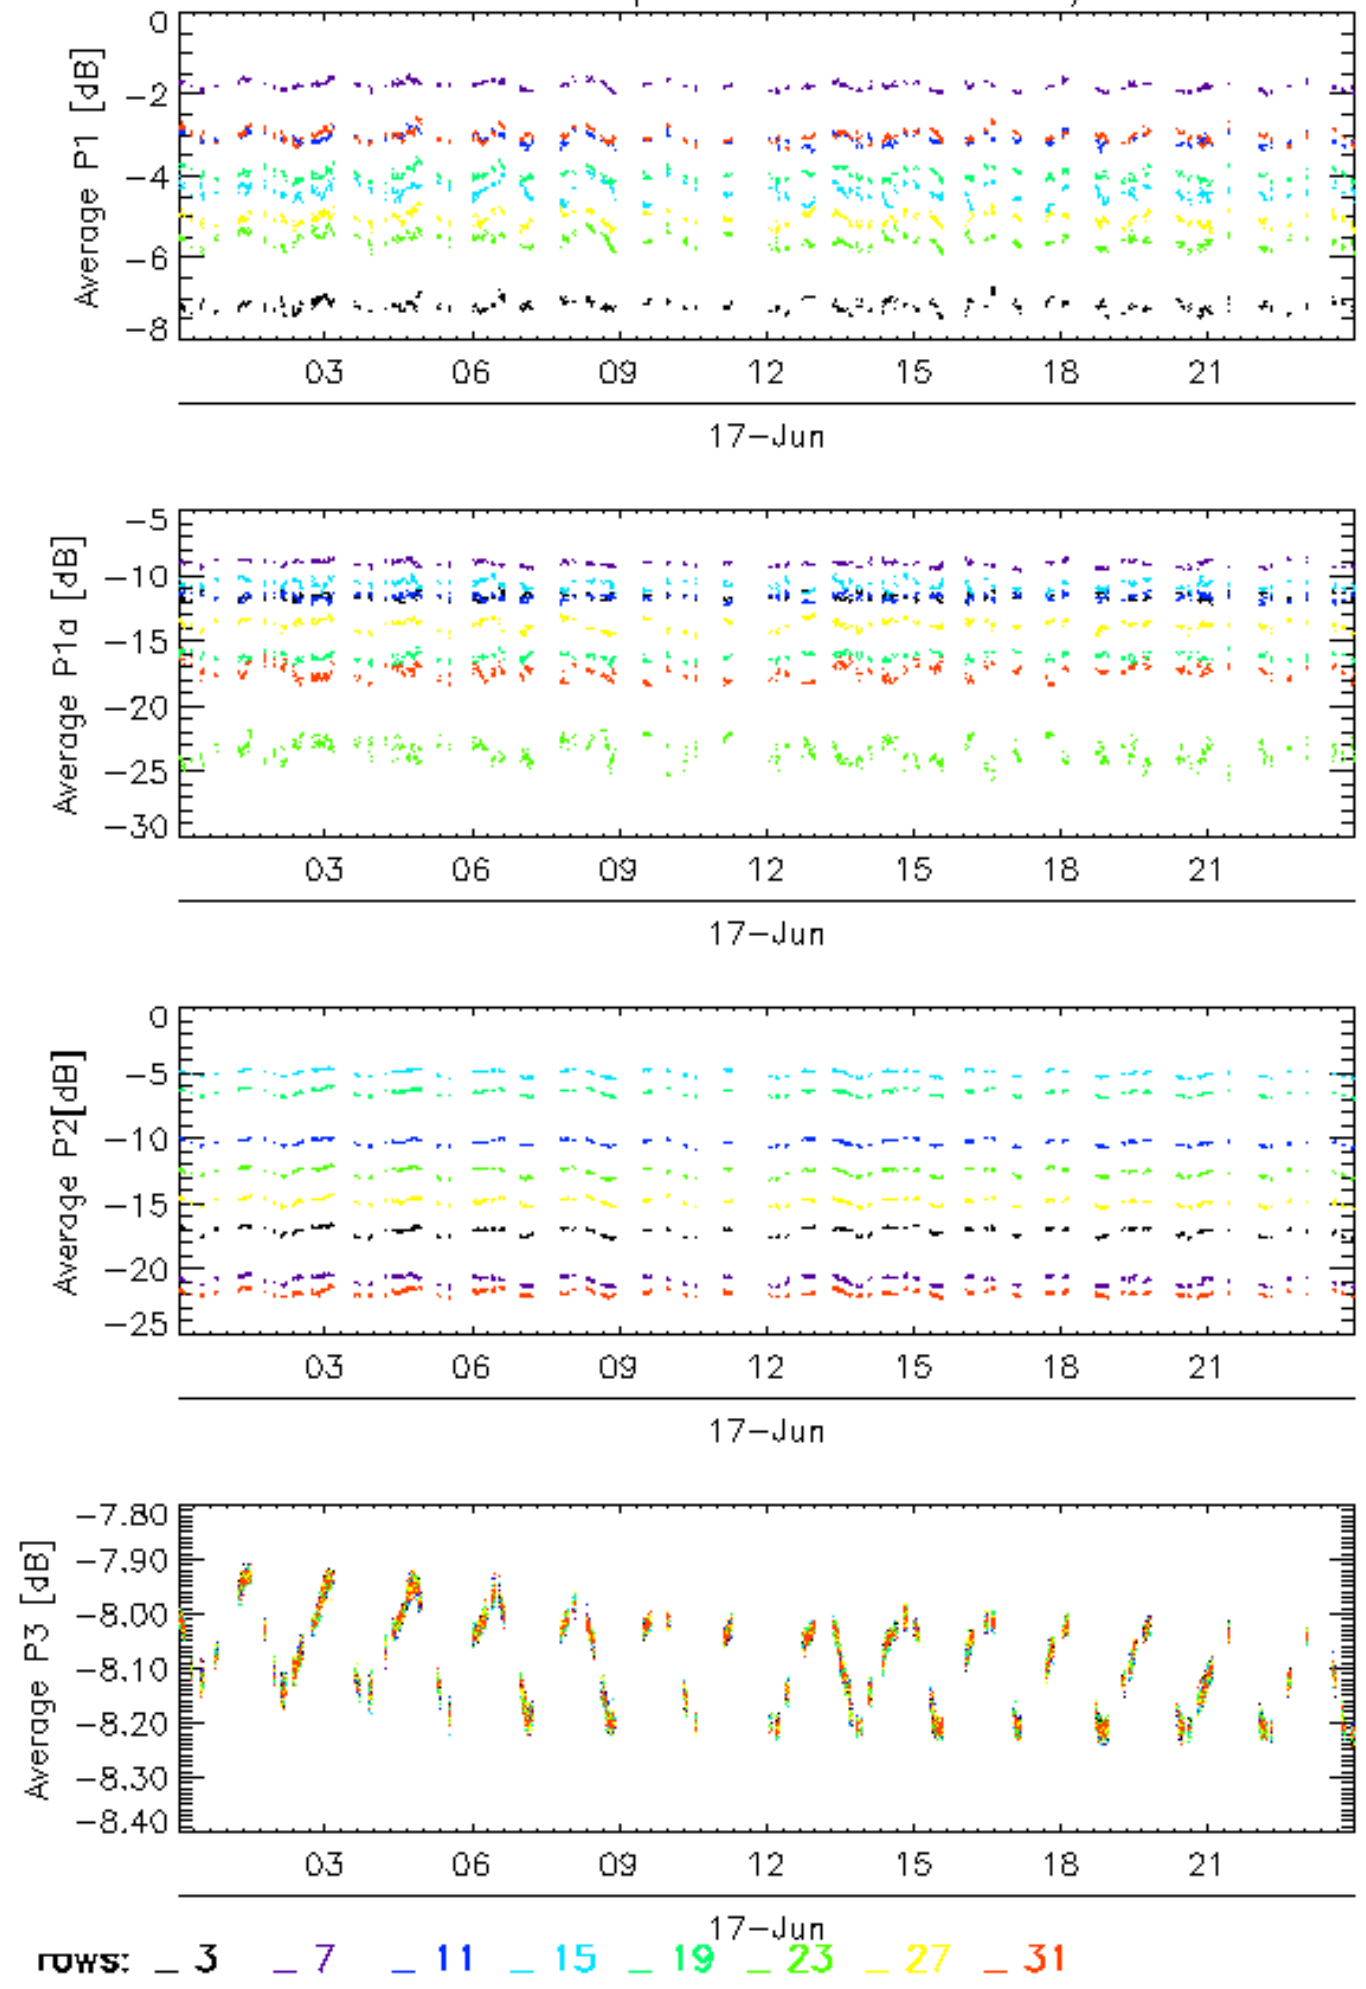 0
−2
−4
−6
−8
Average P1 [dB]
03 06 09 12 15 18 21
17−Jun
−5
−10
−15
−20
−25
−30
Average P1a [dB]
03 06 09 12 15 18 21
17−Jun
0
−5
−10
−15
−20
−25
Average P2[dB]
03 06 09 12 15 18 21
17−Jun
−7.80
−7.90
−8.00
−8.10
−8.20
−8.30
−8.40
Average P3 [dB]
03 06 09 12 15 18 21
17−Jun
rows: _ 3 _ 7 _ 11 _ 15 _ 19 _ 23 _ 27 _ 31